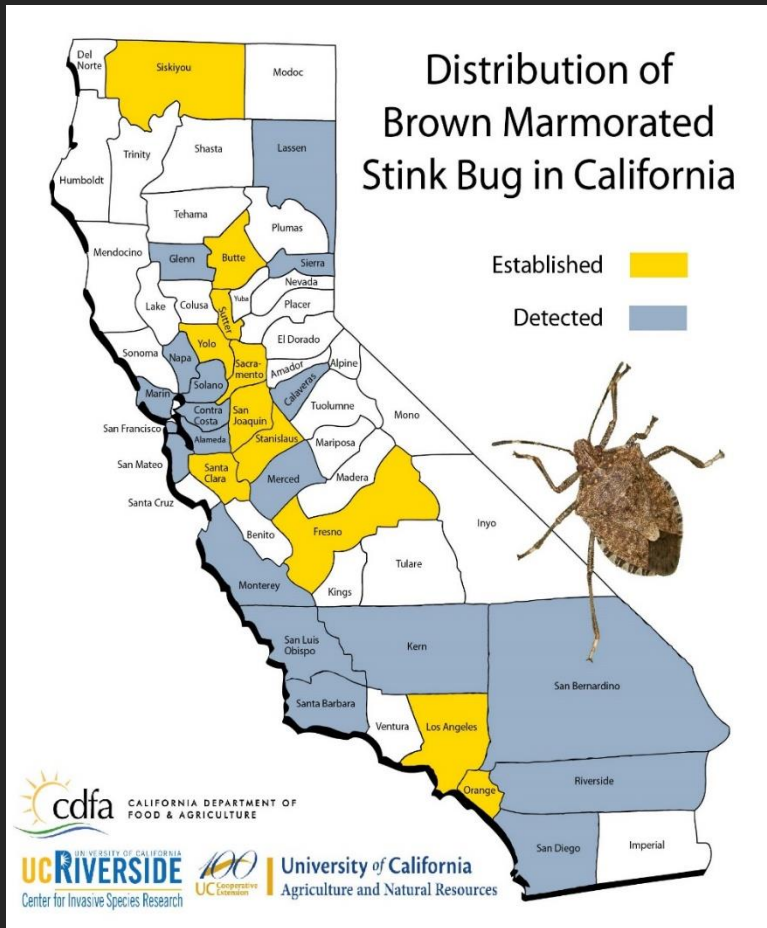 Distribution of
Brown Marmorated
Stink Bug in California
Established
Detected
Del
Norte
Siskiyou
Modoc
Humboldt
Trinity
Shasta
Lassen
Tehama
Plumas
Mendocino
Glenn
Butte
Sierra
Lake
Colusa
Sutter
Yuba
Nevada
Placer
Sonoma
Napa
Yolo
El Dorado
Sacra-
mento
Amador
Alpine
Marin
Solano
Calaveras
Contra
Costa
San
Joaquin
Tuolumne
Mono
San Francisco
Alameda
Stanislaus
Mariposa
San Mateo
Santa
Clara
Merced
Madera
Santa Cruz
Benito
Fresno
Inyo
Monterey
Kings
Tulare
San Luis
Obispo
Kern
San Bernardino
Santa Barbara
Ventura
Los Angeles
Orange
Riverside
San Diego
Imperial
cdfa
CALIFORNIA DEPARTMENT OF
FOOD & AGRICULTURE
UNIVERSITY OF CALIFORNIA
UCRIVERSIDE
Center for Invasive Species Research
100
UC Cooperative
Extension
University of California
Agriculture and Natural Resources